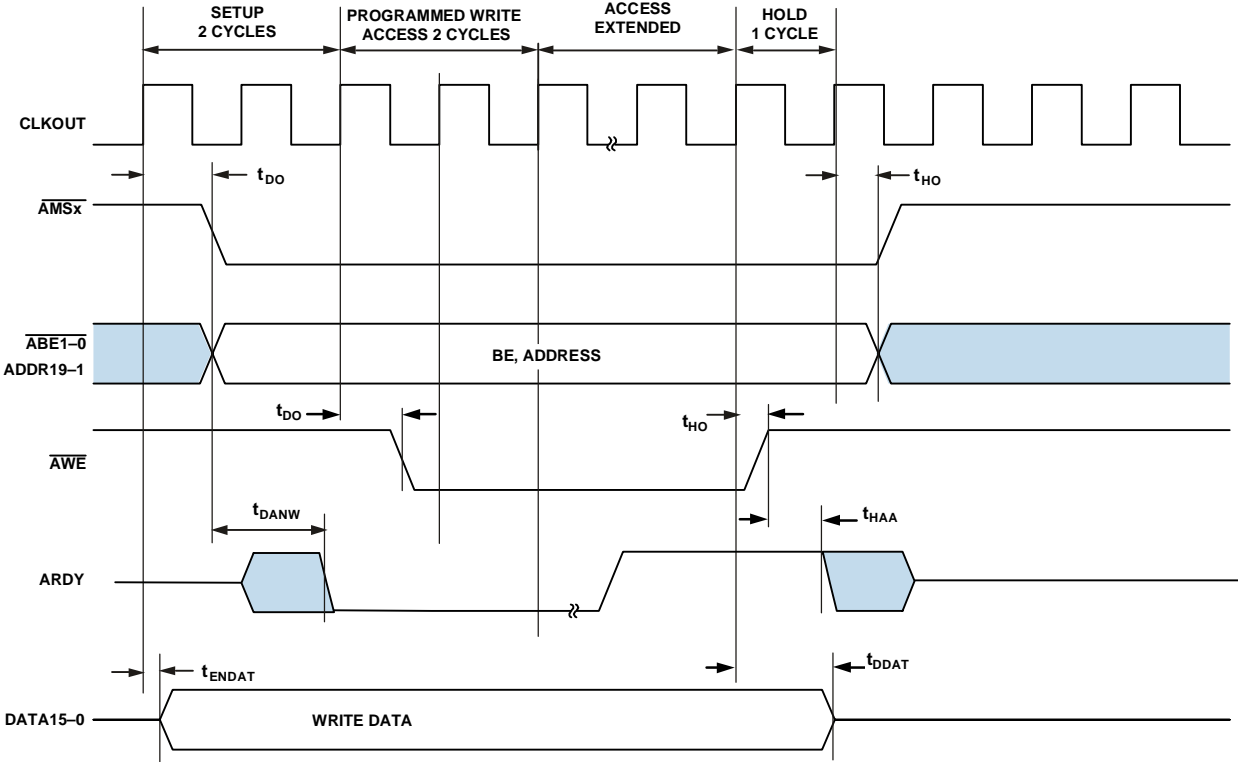 SETUP
2 CYCLES
PROGRAMMED WRITE
ACCESS 2 CYCLES
ACCESS
EXTENDED
HOLD
1 CYCLE
CLKOUT
tDO
tHO
AMSx
ABE1–0
ADDR19–1
BE, ADDRESS
tDO
tHO
AWE
tDANW
tHAA
ARDY
tENDAT
tDDAT
DATA15–0
WRITE DATA